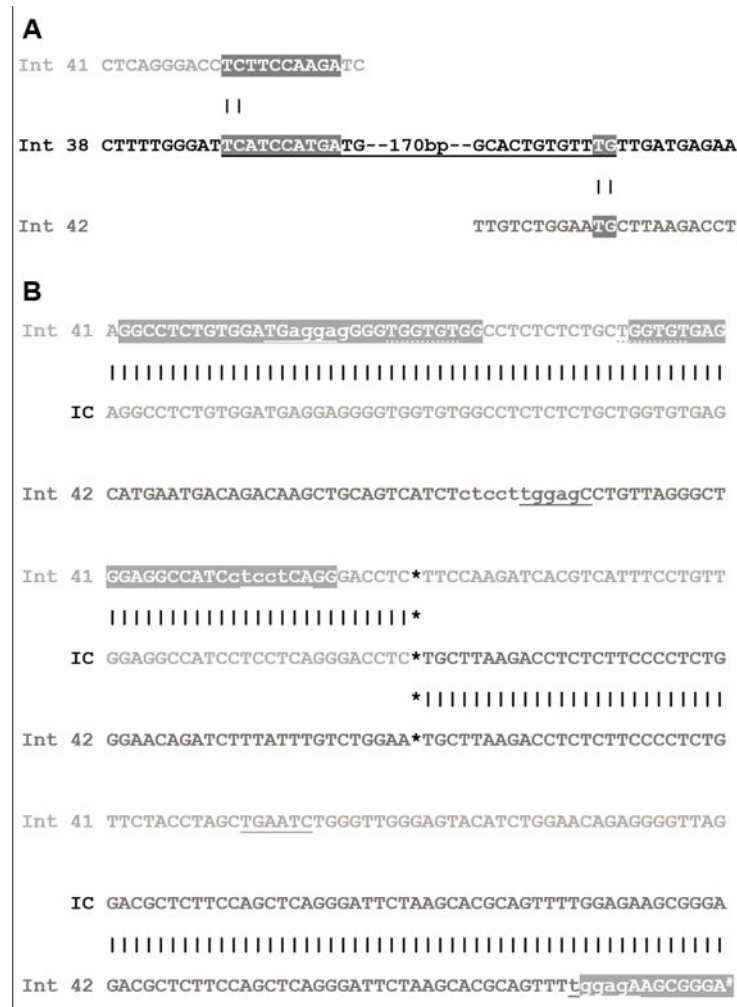 A
Int 41 CTCAGGGACCTCTTCCAAGATC
Int 38 CTTTTGGGATTCATCCATGATG--170bp--GCACTGTGTTTGTTGATGAGAA
Int 42 TTGTCTGGAATGCTTAAGACCT
B
Int 41 AGGCCTCTGTGGATGaggagGGGTGGTGTGGCCTCTCTCTGCTGGTGTGAG
IC AGGCCTCTGTGGATGAGGAGGGGTGGTGTGGCCTCTCTCTGCTGGTGTGAG
Int 42 CATGAATGACAGACAAGCTGCAGTCATCTctccttggagCCTGTTAGGGCT
Int 41 GGAGGCCATCCtcctCAGGGACCTC*TTCCAAGATCACGTCATTTCCTGTT
IC GGAGGCCATCCTCCTCAGGGACCTC*TGCTTAAGACCTCTCTTCCCCTCTG
Int 42 GGAACAGATCTTTATTTGTCTGGAA*TGCTTAAGACCTCTCTTCCCCTCTG
Int 41 TTCTACCTAGCTGAATCTGGGTTGGGAGTACATCTGGAACAGAGGGGTTAG
IC GACGCTCTTCCAGCTCAGGGATTCTAAGCACGCAGTTTTGGAGAAGCGGGA
Int 42 GACGCTCTTCCAGCTCAGGGATTCTAAGCACGCAGTTTtggagAAGCGGGA